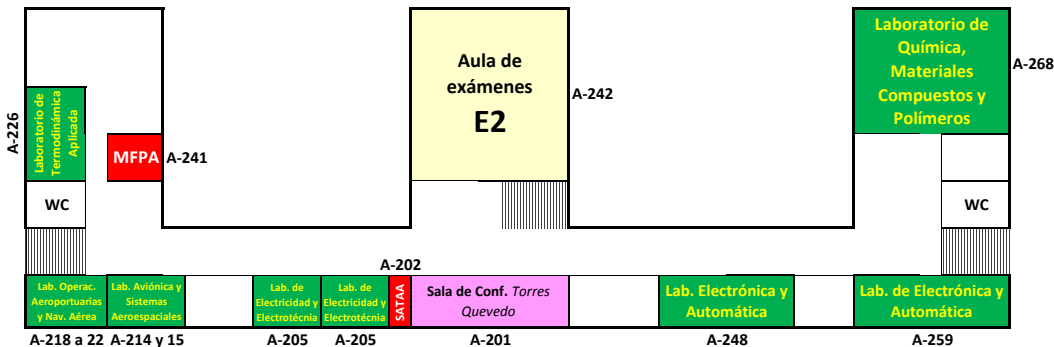 Aula de
exámenes
E2
A-242
Laboratorio de
Química,
Materiales
Compuestos y
Polímeros
A-268
A-226
Laboratorio de
Termodinámica
Aplicada
MFPA
A-241
WC
WC
A-202
Lab. Operac.
Aeroportuarias
y Nav. Aérea
Lab. Aviónica y
Sistemas
Aeroespaciales
Lab. de
Electricidad y
Electrotécnia
Lab. de
Electricidad y
Electrotécnia
SATAA
Sala de Conf. Torres
Quevedo
Lab. Electrónica y
Automática
Lab. de Electrónica y
Automática
A-218 a 22
A-214 y 15
A-205
A-205
A-201
A-248
A-259